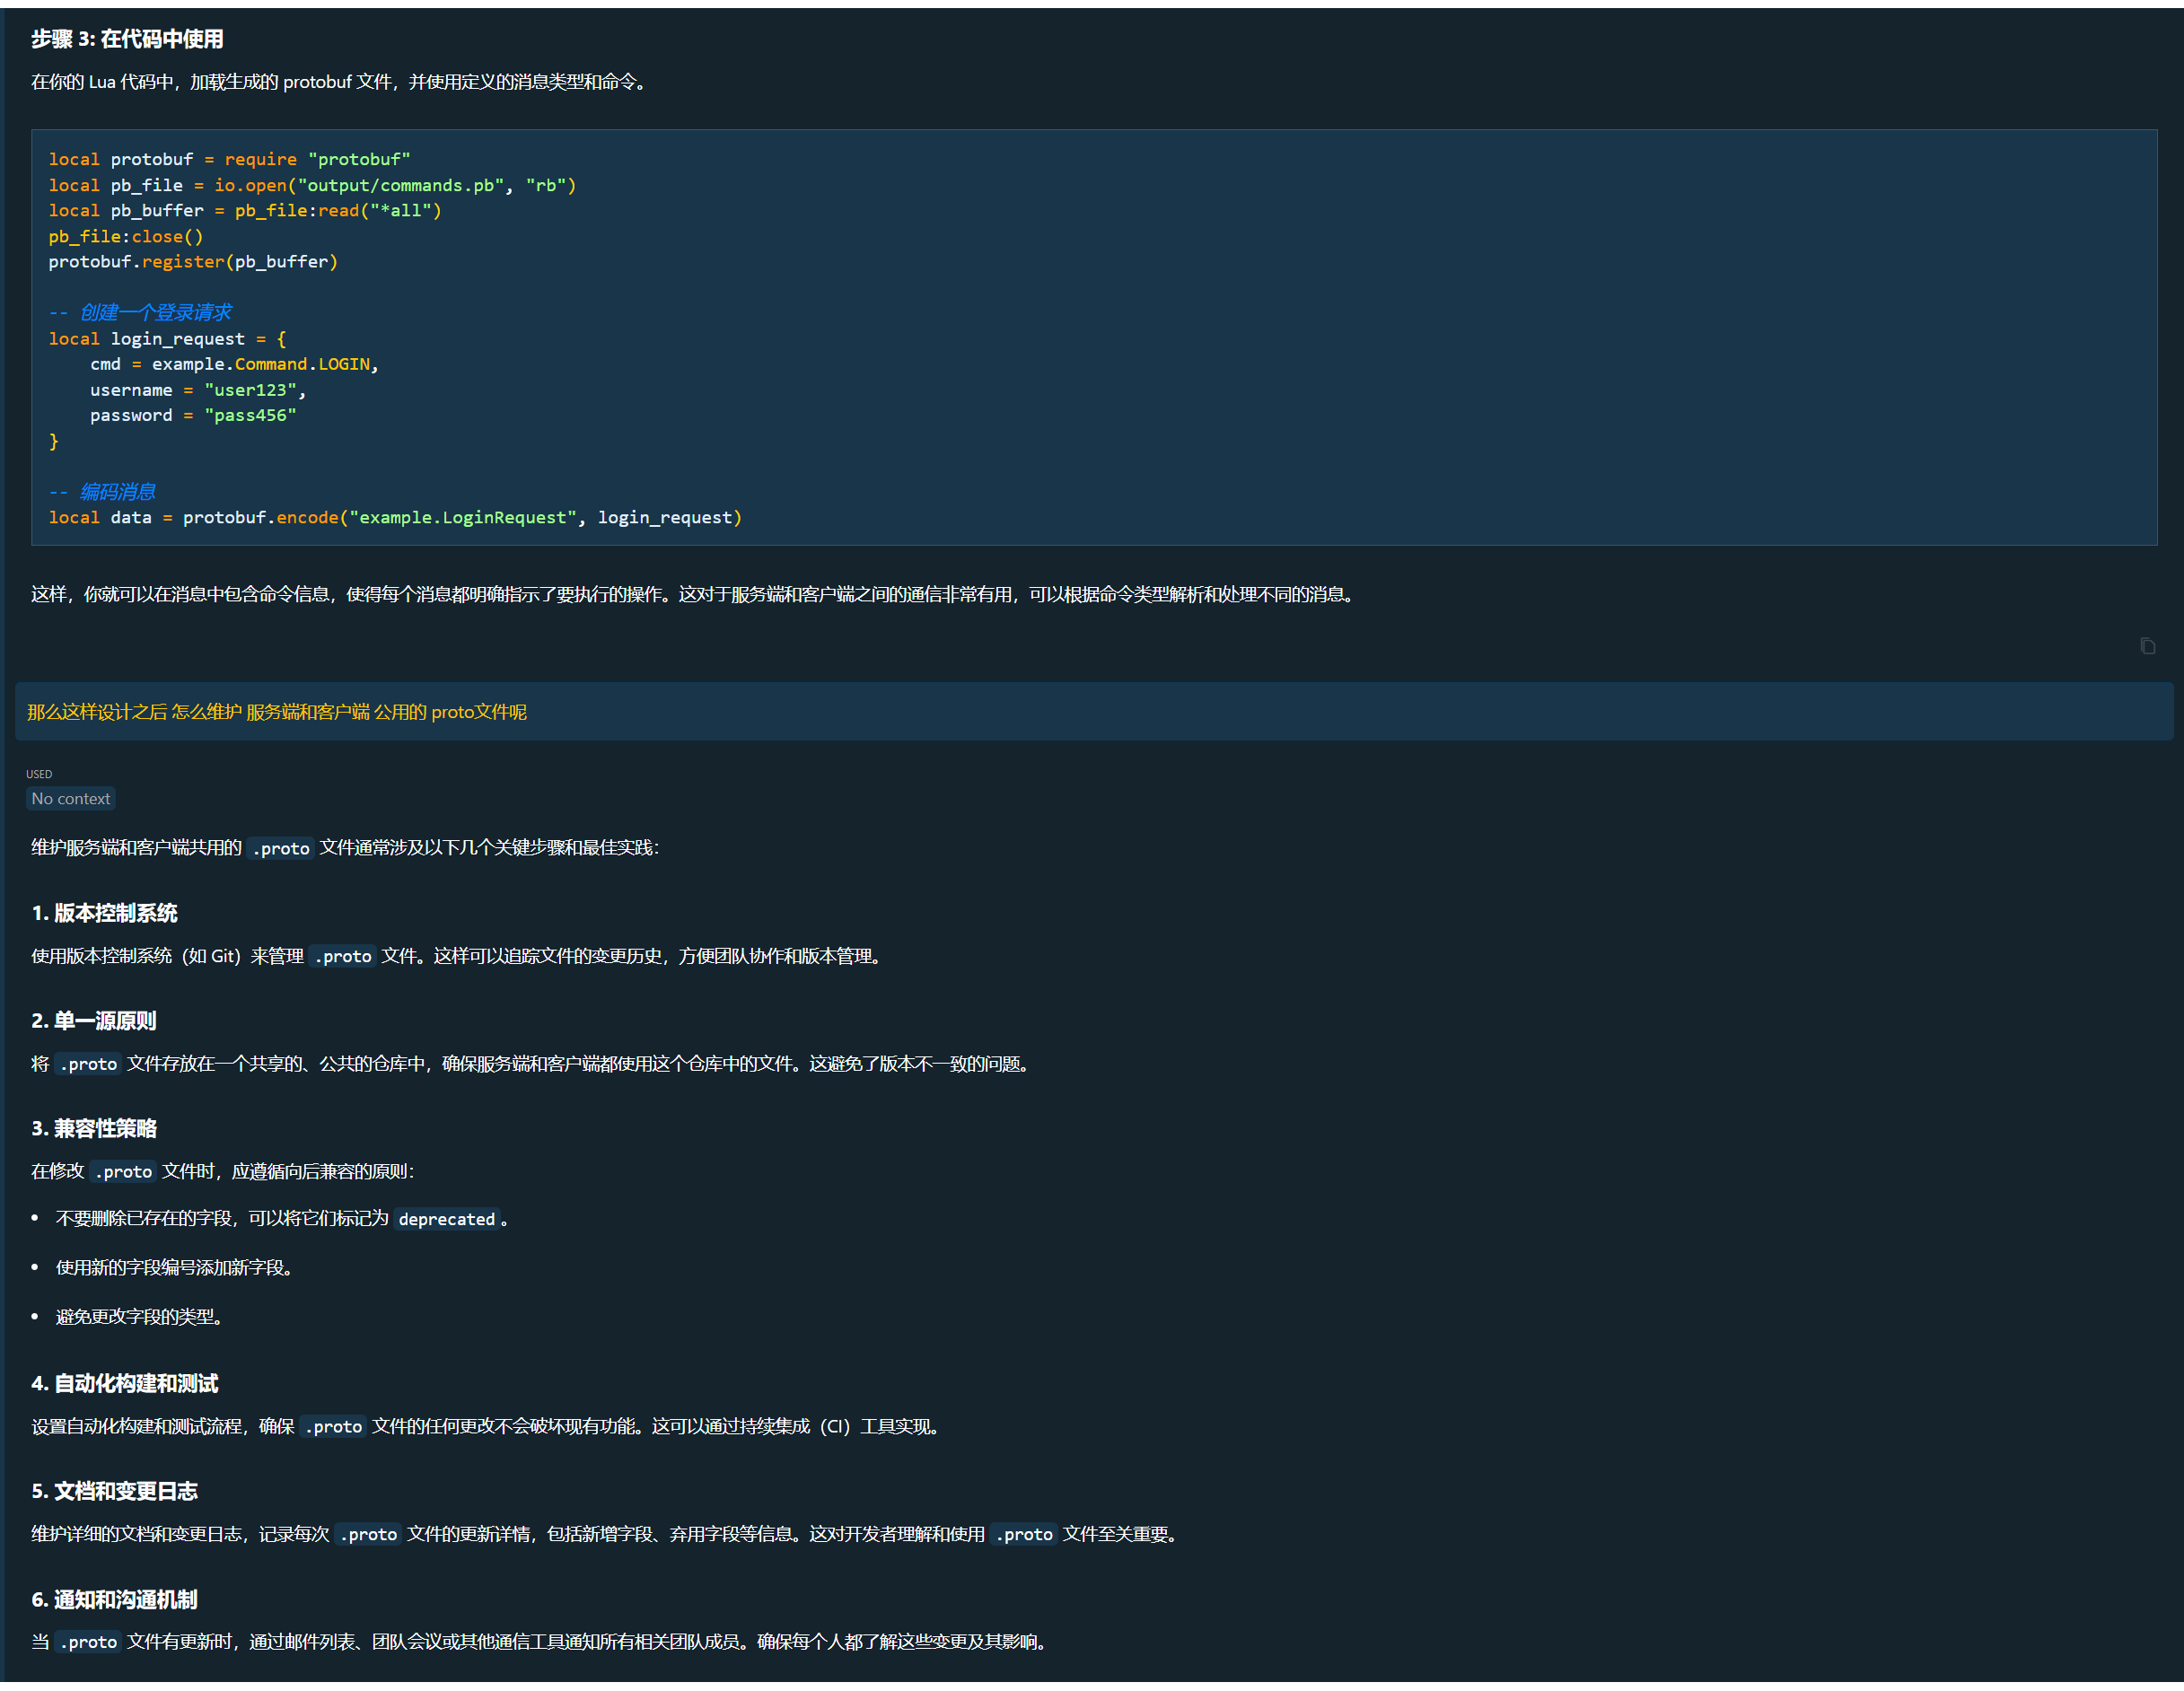 步骤 3: 在代码中使用
在你的 Lua 代码中，加载生成的 protobuf 文件，并使用定义的消息类型和命令。
local protobuf = require "protobuf"
local pb_file = io.open("output/commands.pb", "rb")
local pb_buffer = pb_file:read("*all")
pb_file:close()
protobuf.register(pb_buffer)
-- 创建一个登录请求
local login_request = {
    cmd = example.Command.LOGIN,
    username = "user123",
    password = "pass456"
}
-- 编码消息
local data = protobuf.encode("example.LoginRequest", login_request)
这样，你就可以在消息中包含命令信息，使得每个消息都明确指示了要执行的操作。这对于服务端和客户端之间的通信非常有用，可以根据命令类型解析和处理不同的消息。
那么这样设计之后 怎么维护 服务端和客户端 公用的 proto文件呢
USED
No context
维护服务端和客户端共用的 .proto 文件通常涉及以下几个关键步骤和最佳实践：
1. 版本控制系统
使用版本控制系统（如 Git）来管理 .proto 文件。这样可以追踪文件的变更历史，方便团队协作和版本管理。
2. 单一源原则
将 .proto 文件存放在一个共享的、公共的仓库中，确保服务端和客户端都使用这个仓库中的文件。这避免了版本不一致的问题。
3. 兼容性策略
在修改 .proto 文件时，应遵循向后兼容的原则：
• 不要删除已存在的字段，可以将它们标记为 deprecated。
• 使用新的字段编号添加新字段。
• 避免更改字段的类型。
4. 自动化构建和测试
设置自动化构建和测试流程，确保 .proto 文件的任何更改不会破坏现有功能。这可以通过持续集成（CI）工具实现。
5. 文档和变更日志
维护详细的文档和变更日志，记录每次 .proto 文件的更新详情，包括新增字段、弃用字段等信息。这对开发者理解和使用 .proto 文件至关重要。
6. 通知和沟通机制
当 .proto 文件有更新时，通过邮件列表、团队会议或其他通信工具通知所有相关团队成员。确保每个人都了解这些变更及其影响。